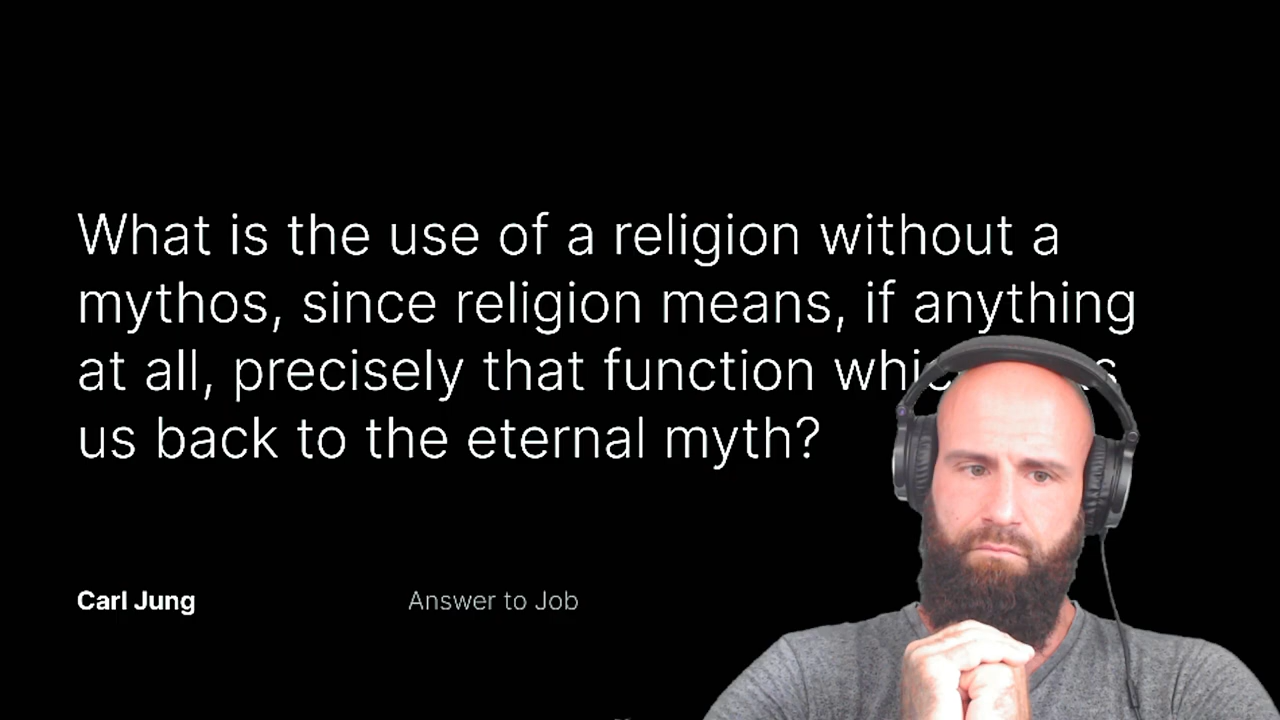 What is the use of a religion without a
mythos, since religion means, if anything
at all, precisely that function
us back to the eternal myth?
Carl Jung
Answer to Job